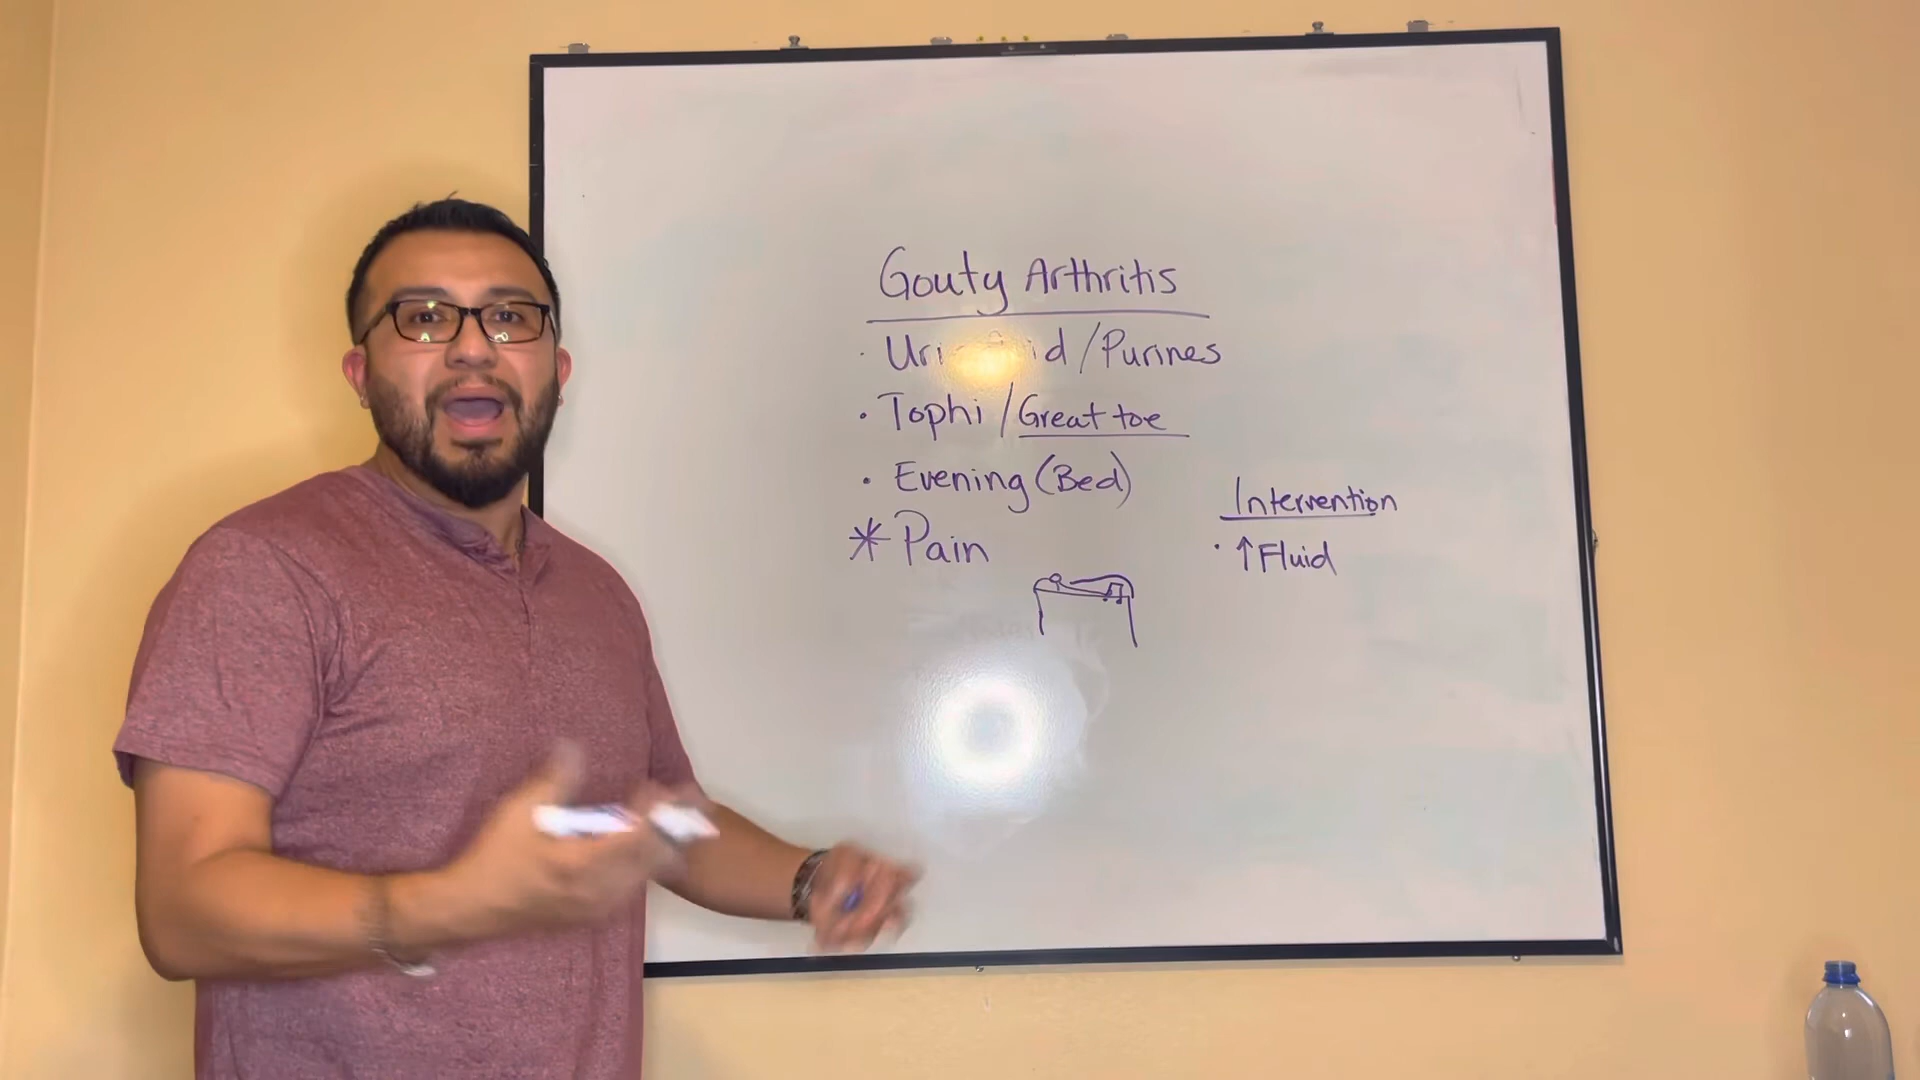 Gouty Arthritis
· / Purines
· Tophi / Great toe
· Evening (Bed)
* Pain
Intervention
· ↑ Fluid